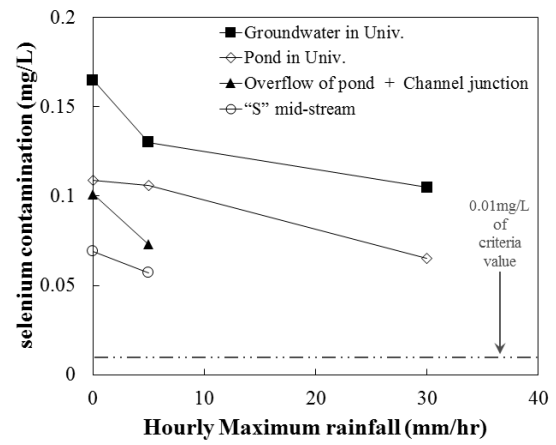 selenium contamination (mg/L)
0.2
0.15
0.1
0.05
0
Groundwater in Univ.
Pond in Univ.
Overflow of pond + Channel junction
“S” mid-stream
0.01mg/L
of
criteria
value
0 10 20 30 40
Hourly Maximum rainfall (mm/hr)